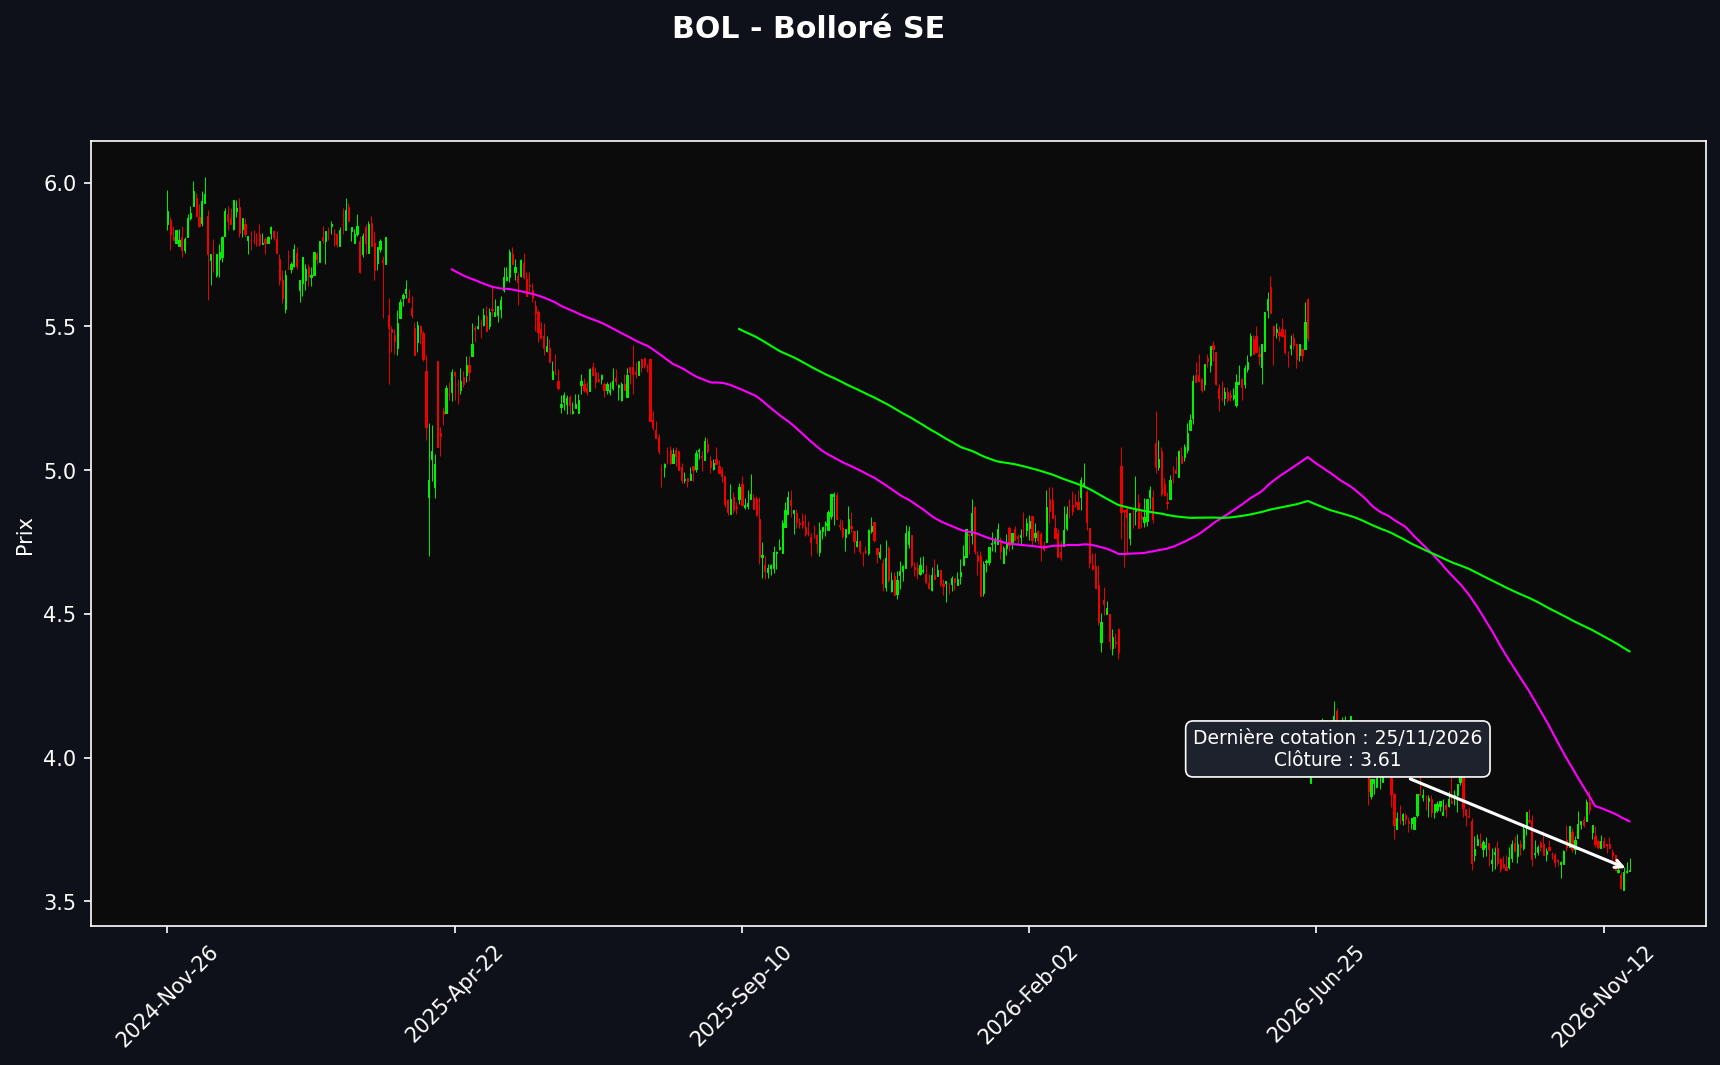 BOL - Bolloré SE
Prix
6.0
5.5
5.0
4.5
4.0
3.5
Dernière cotation : 25/11/2026
Clôture : 3.61
2024-Nov-26
2025-Apr-22
2025-Sep-10
2026-Feb-02
2026-Jun-25
2026-Nov-12